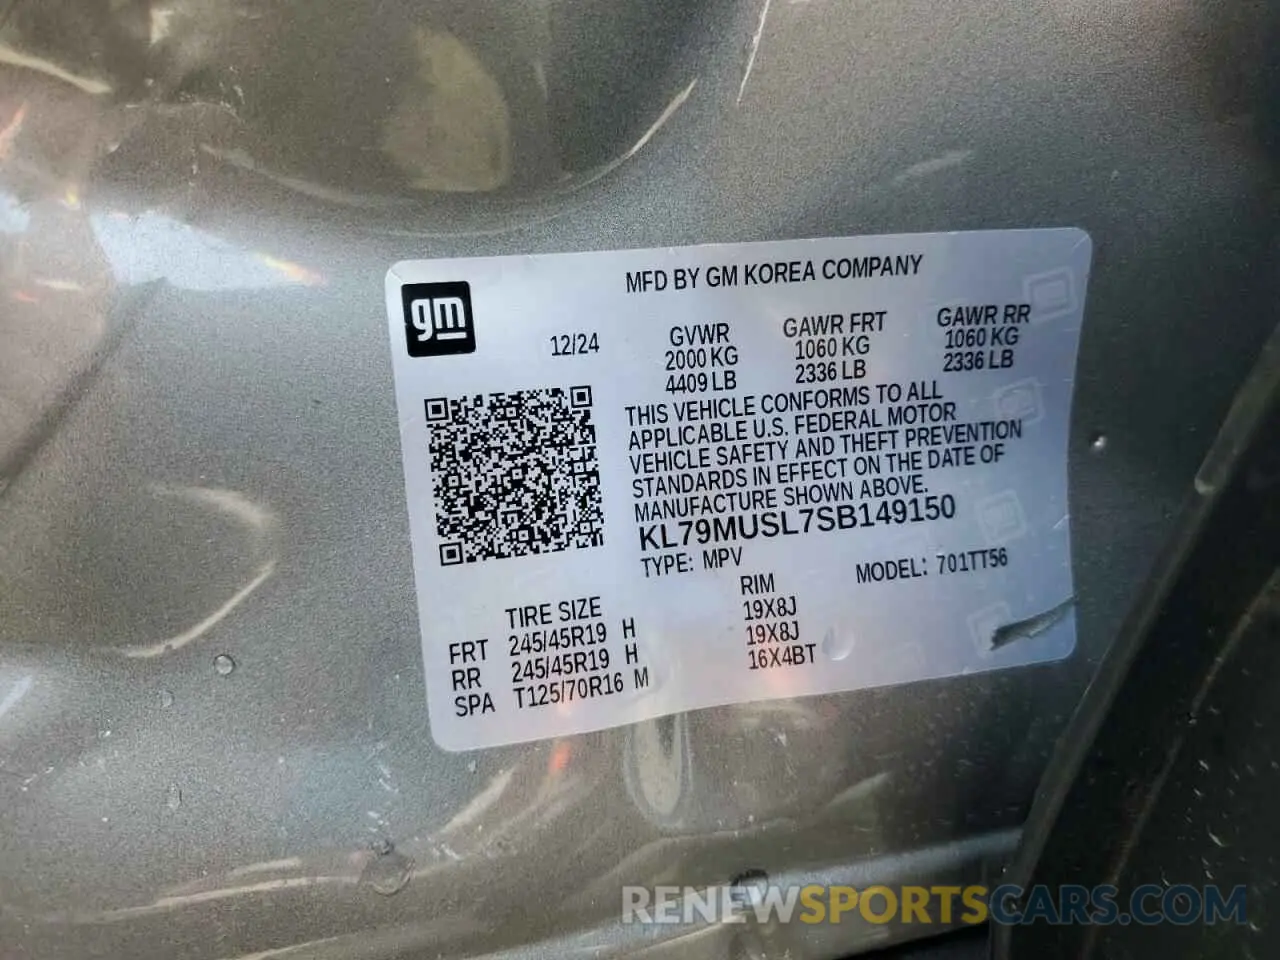 MFD BY GM KOREA COMPANY
gm
12/24
GVWR GAWR FRT GAWR RR
2000 KG 1060 KG 1060 KG
4409 LB 2336 LB 2336 LB
THIS VEHICLE CONFORMS TO ALL
APPLICABLE U.S. FEDERAL MOTOR
VEHICLE SAFETY AND THEFT PREVENTION
STANDARDS IN EFFECT ON THE DATE OF
MANUFACTURE SHOWN ABOVE.
KL79MUSL7SB149150
TYPE: MPV MODEL: 701TT56
TIRE SIZE RIM
FRT 245/45R19 H 19X8J
RR 245/45R19 H 19X8J
SPA T125/70R16 M 16X4BT
RENEWSPORTSCARS.COM